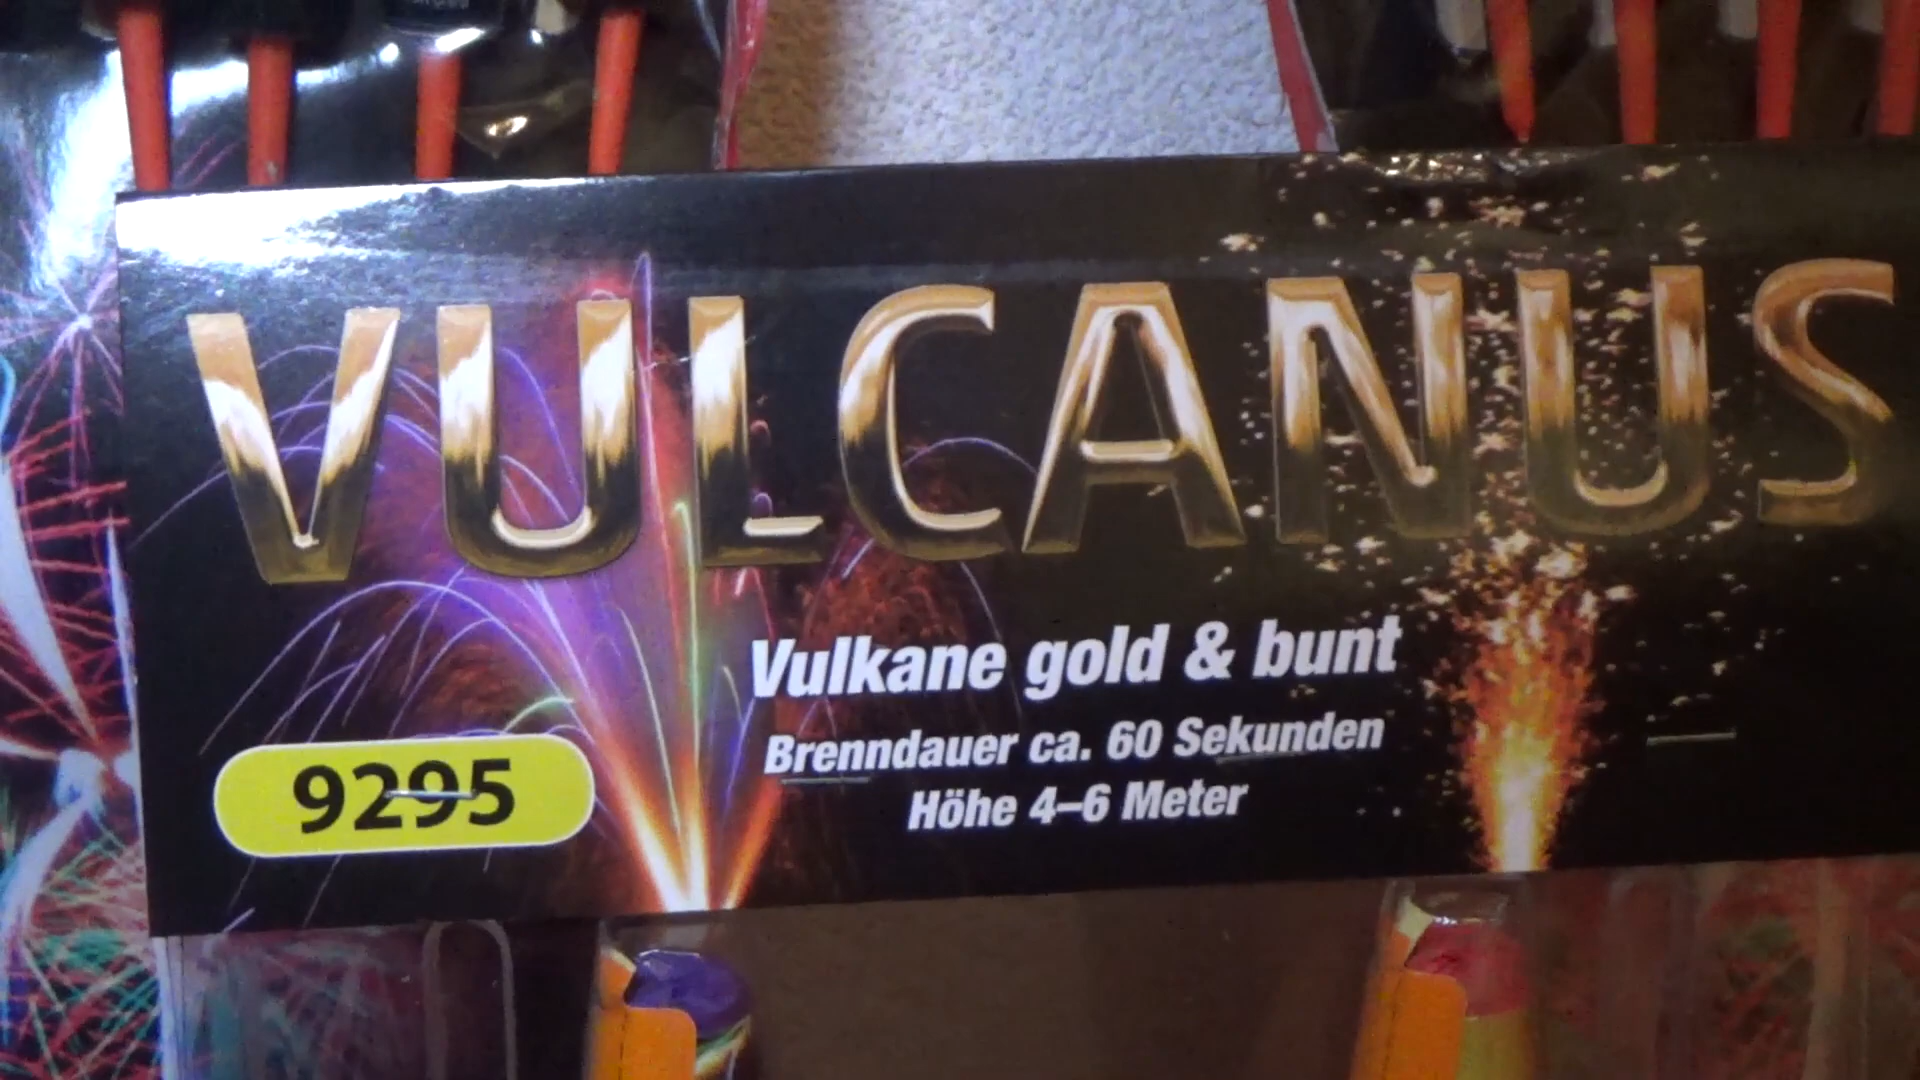 VULCANUS
Vulkane gold & bunt
Brenndauer ca. 60 Sekunden
Höhe 4–6 Meter
9295